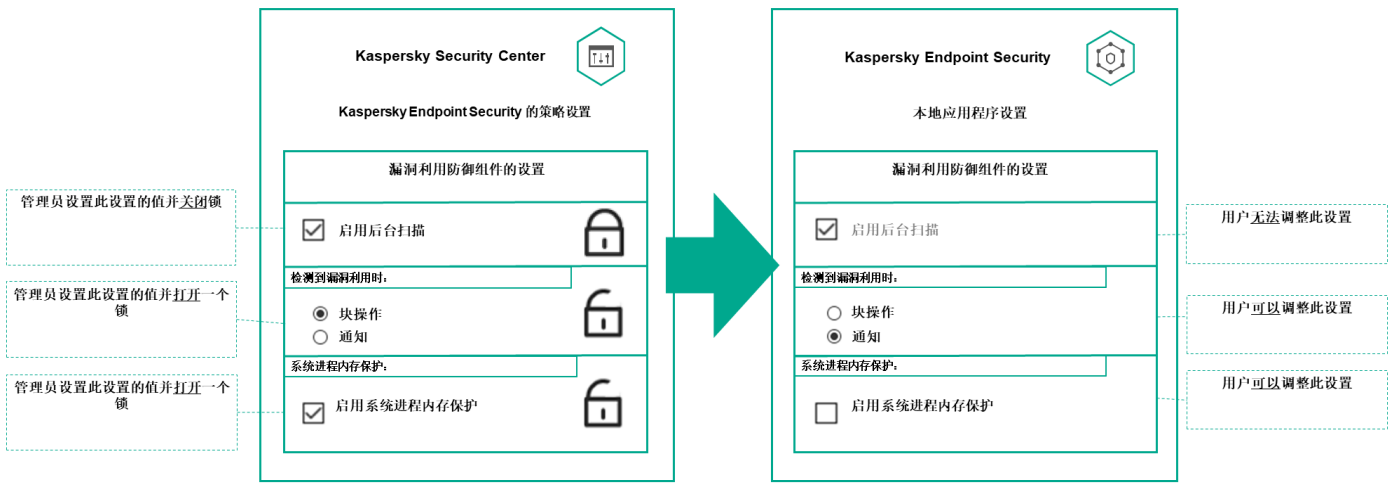 Kaspersky Security Center
Kaspersky Endpoint Security 的策略设置
漏洞利用防御组件的设置
管理员设置此设置的值并关闭锁
启用后台扫描
检测到漏洞利用时:
管理员设置此设置的值并打开一个
锁
块操作
通知
系统进程内存保护:
管理员设置此设置的值并打开一个
锁
启用系统进程内存保护
Kaspersky Endpoint Security
本地应用程序设置
漏洞利用防御组件的设置
启用后台扫描
用户无法调整此设置
检测到漏洞利用时:
块操作
通知
用户可以调整此设置
系统进程内存保护:
启用系统进程内存保护
用户可以调整此设置